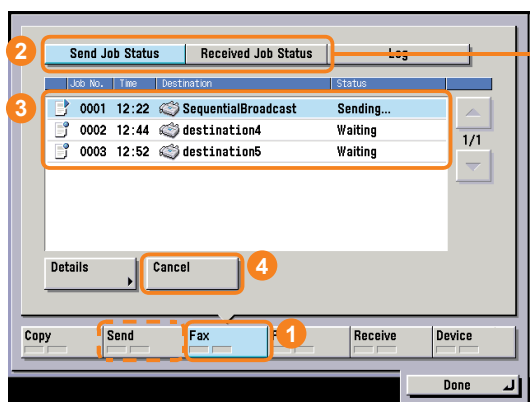 2
Send Job Status Received Job Status Log
Job No. Time Destination Status
3
0001 12:22 SequentialBroadcast Sending...
0002 12:44 destination4 Waiting
0003 12:52 destination5 Waiting
1/1
Details Cancel 4
Copy Send Fax 1 Receive Device
Done